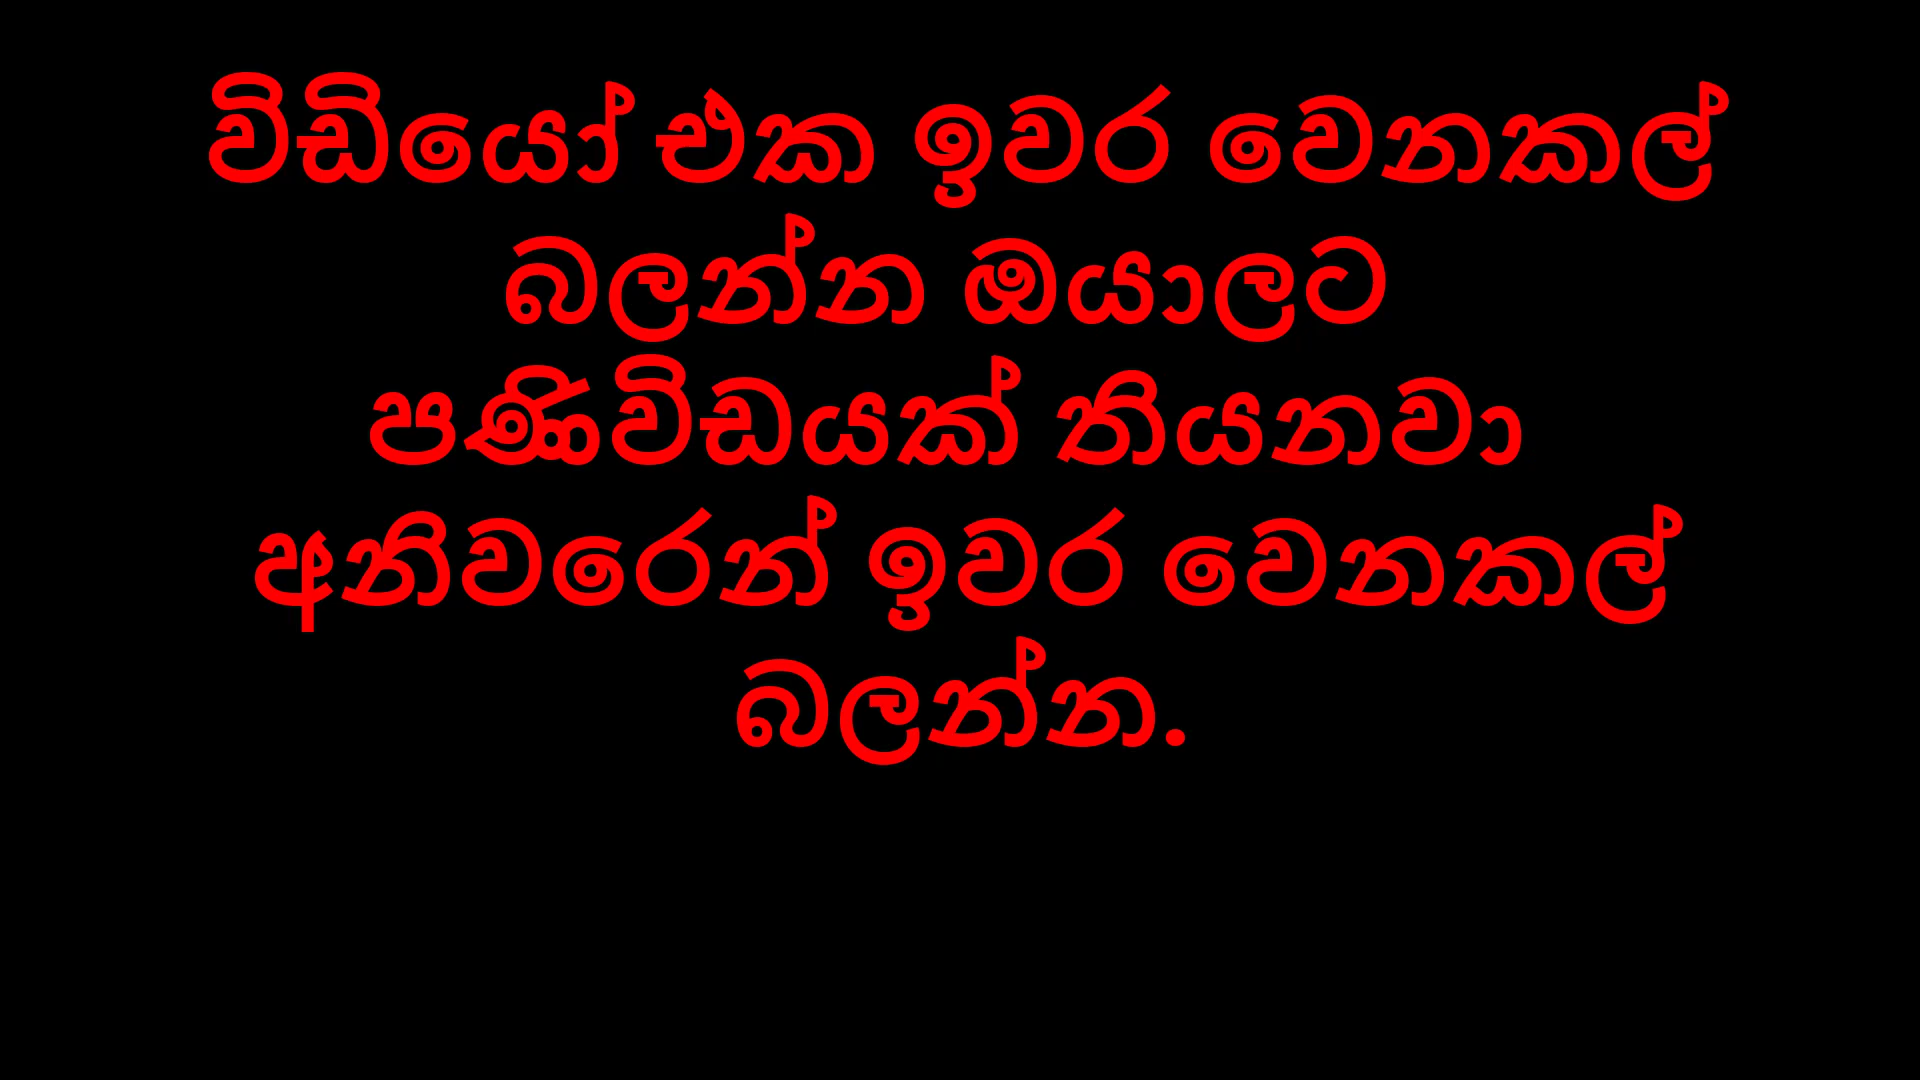 විඩියෝ එක ඉවර වෙනකල්
බලන්න ඔයාලට
පණිවිඩයක් තියනවා
අනිවරෙන් ඉවර වෙනකල්
බලන්න.